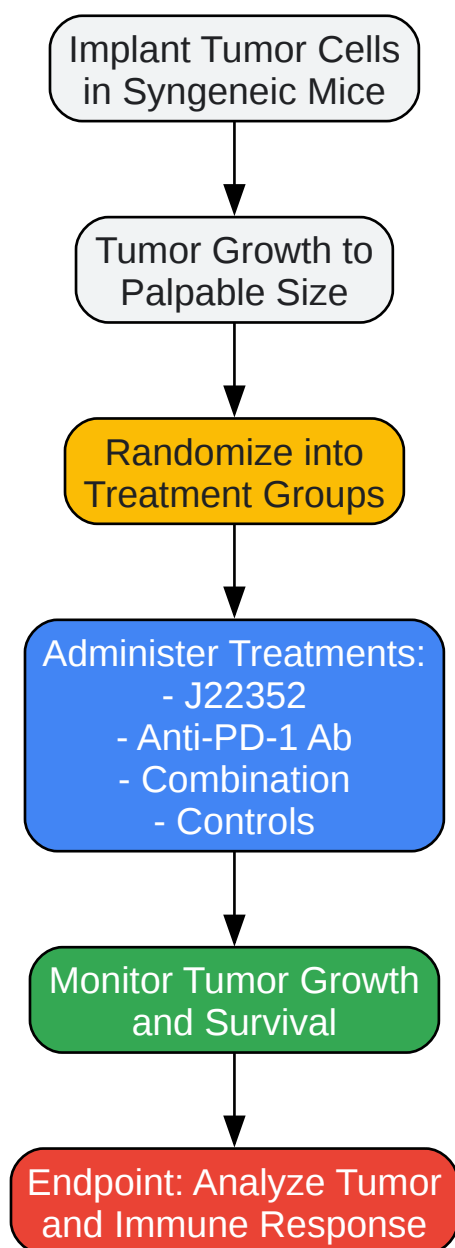 Implant Tumor Cells
in Syngeneic Mice
Tumor Growth to
Palpable Size
Randomize into
Treatment Groups
Administer Treatments:
- J22352
- Anti-PD-1 Ab
- Combination
- Controls
Monitor Tumor Growth
and Survival
Endpoint: Analyze Tumor
and Immune Response